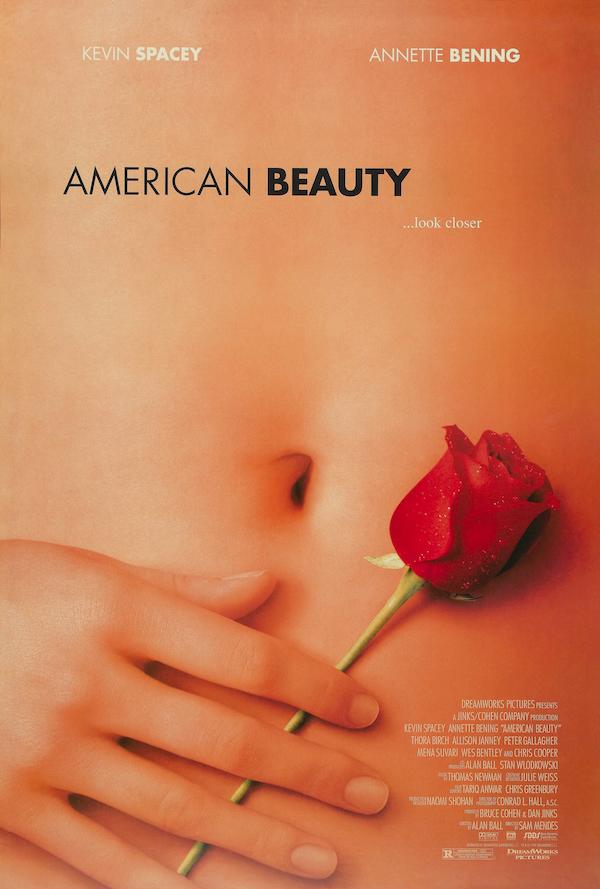 KEVIN SPACEY
ANNETTE BENING
AMERICAN BEAUTY
...look closer
DREAMWORKS PICTURES PRESENTS
A JINKS/COHEN COMPANY PRODUCTION
KEVIN SPACEY ANNETTE BENING "AMERICAN BEAUTY"
THORA BIRCH ALLISON JANNEY PETER GALLAGHER
MENA SUVARI WES BENTLEY AND CHRIS COOPER
ALAN BALL STAN WLODKOWSKI
THOMAS NEWMAN JULIE WEISS
TARIQ ANWAR CHRIS GREENBURY
NAOMI SHOHAN CONRAD L. HALL, A.S.C.
BRUCE COHEN & DAN JINKS
ALAN BALL SAM MENDES
R
DREAMWORKS
PICTURES